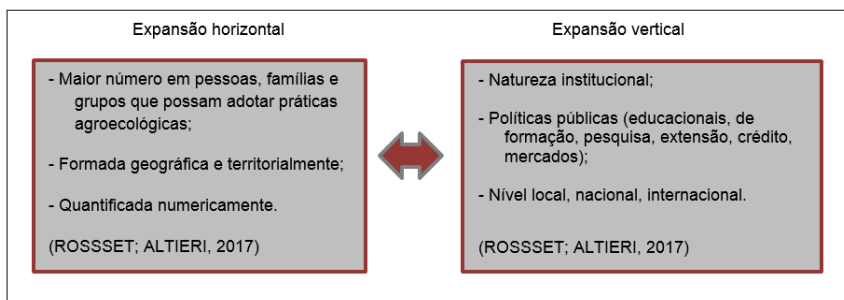 Expansão horizontal
- Maior número em pessoas, famílias e
grupos que possam adotar práticas
agroecológicas;
- Formada geográfica e territorialmente;
- Quantificada numericamente.
(ROSSSET; ALTIERI, 2017)
Expansão vertical
- Natureza institucional;
- Políticas públicas (educacionais, de
formação, pesquisa, extensão, crédito,
mercados);
- Nível local, nacional, internacional.
(ROSSSET; ALTIERI, 2017)